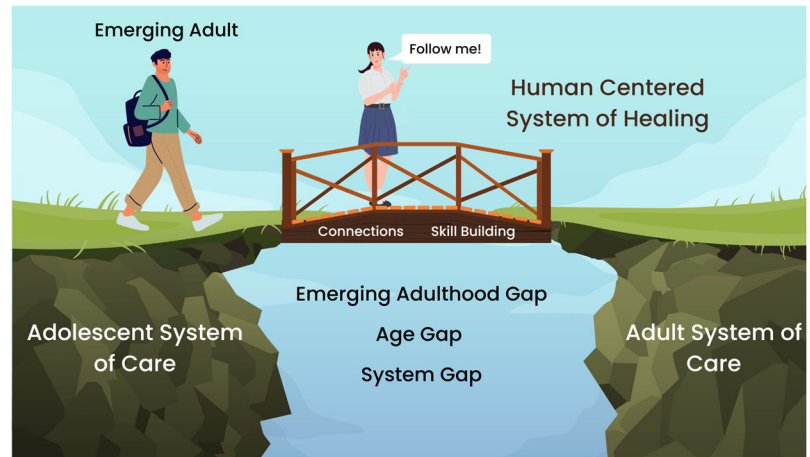 Emerging Adult
Follow me!
Human Centered
System of Healing
Connections Skill Building
Emerging Adulthood Gap
Age Gap
System Gap
Adolescent System
of Care
Adult System of
Care